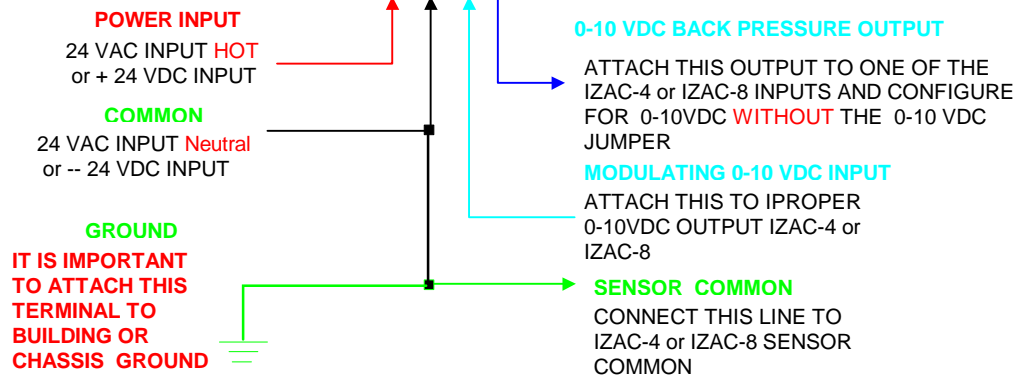 POWER INPUT
24 VAC INPUT HOT
or + 24 VDC INPUT
COMMON
24 VAC INPUT Neutral
or -- 24 VDC INPUT
GROUND
IT IS IMPORTANT
TO ATTACH THIS
TERMINAL TO
BUILDING OR
CHASSIS GROUND
0-10 VDC BACK PRESSURE OUTPUT
ATTACH THIS OUTPUT TO ONE OF THE
IZAC-4 or IZAC-8 INPUTS AND CONFIGURE
FOR 0-10VDC WITHOUT THE 0-10 VDC
JUMPER
MODULATING 0-10 VDC INPUT
ATTACH THIS TO IPROPER
0-10VDC OUTPUT IZAC-4 or
IZAC-8
SENSOR COMMON
CONNECT THIS LINE TO
IZAC-4 or IZAC-8 SENSOR
COMMON